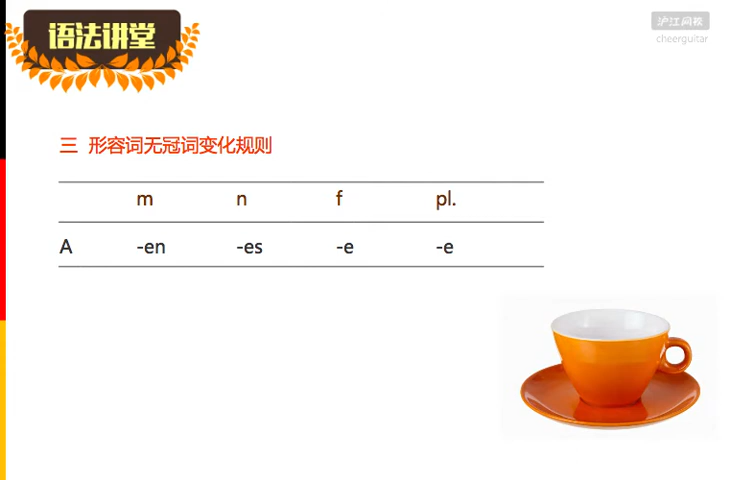 语法讲堂
沪江网校
cheerguitar
三 形容词无冠词变化规则
m n f pl.
A -en -es -e -e